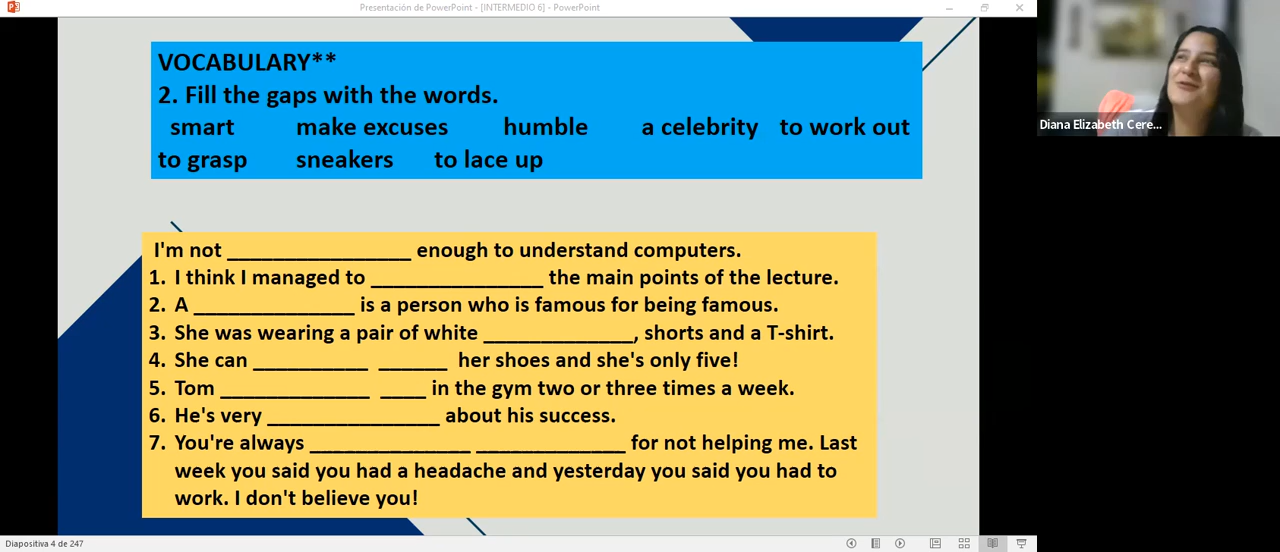 Presentación de PowerPoint - [INTERMEDIO 6] - PowerPoint
VOCABULARY**
2. Fill the gaps with the words.
smart make excuses humble a celebrity to work out
to grasp sneakers to lace up
Diana Elizabeth Cere...
I'm not ________________ enough to understand computers.
1. I think I managed to _______________ the main points of the lecture.
2. A ______________ is a person who is famous for being famous.
3. She was wearing a pair of white _____________, shorts and a T-shirt.
4. She can __________ ______ her shoes and she's only five!
5. Tom _____________ ____ in the gym two or three times a week.
6. He's very _______________ about his success.
7. You're always ______________ _____________ for not helping me. Last
week you said you had a headache and yesterday you said you had to
work. I don't believe you!
Diapositiva 4 de 247